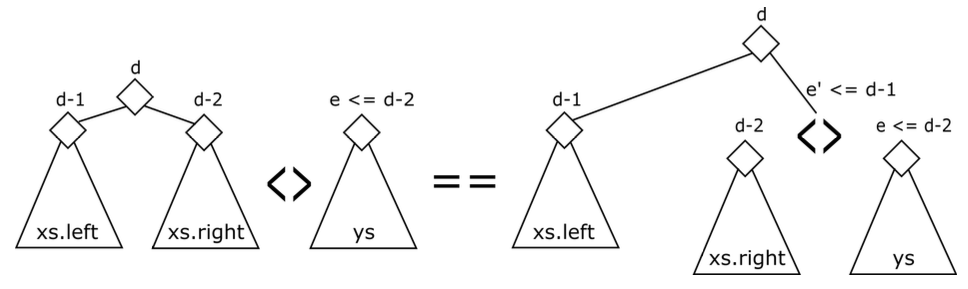 d
d-1
d-2
xs.left
xs.right
<>
e <= d-2
ys
==
d
d-1
xs.left
e' <= d-1
<>
d-2
xs.right
e <= d-2
ys